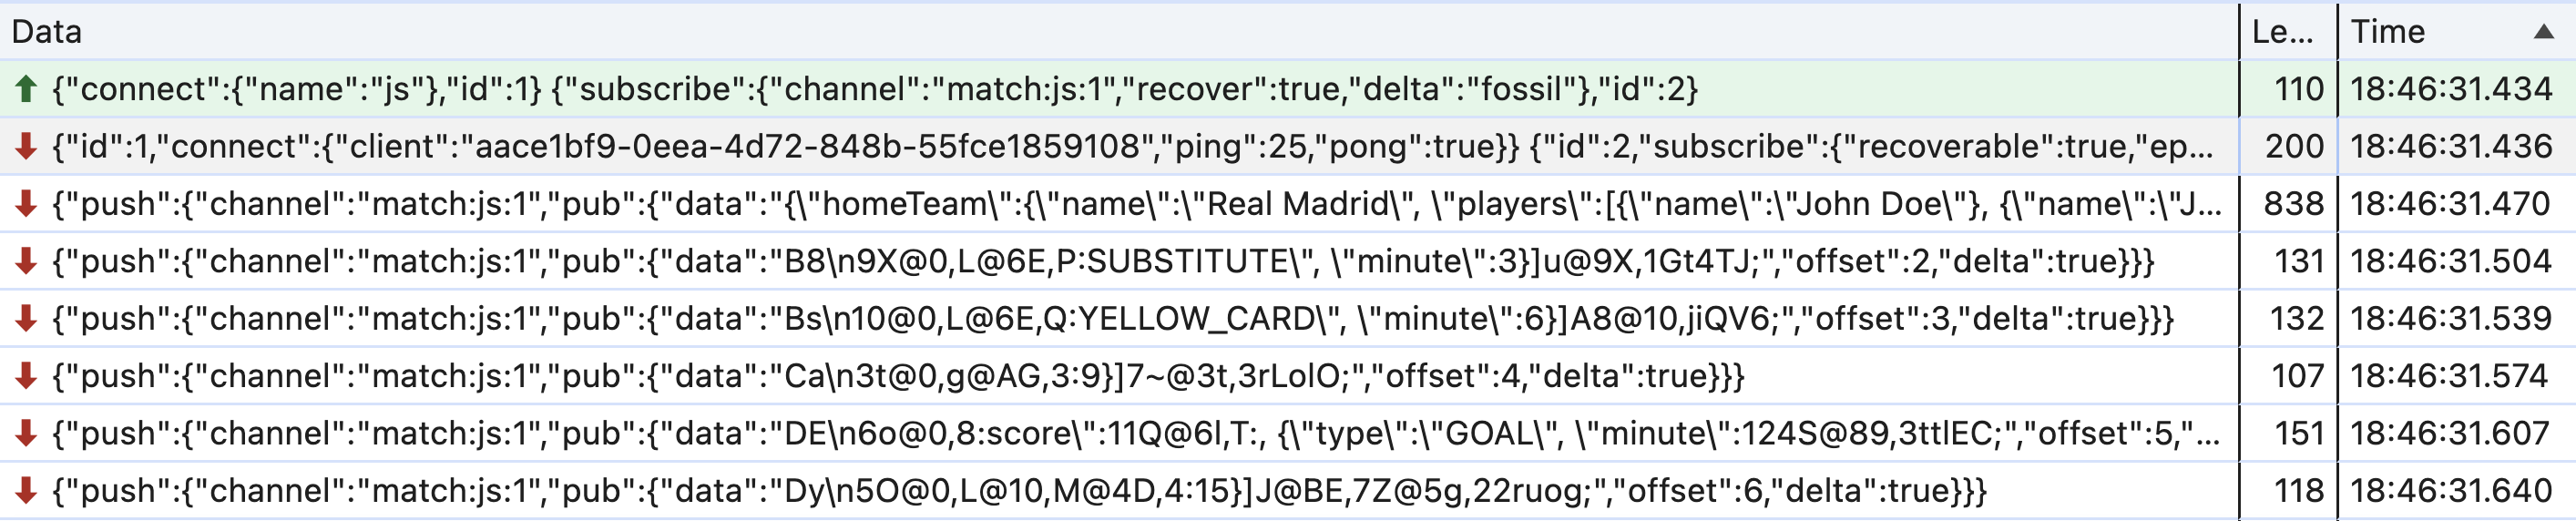 Data Le... Time
{"connect":{"name":"js"},"id":1} {"subscribe":{"channel":"match:js:1","recover":true,"delta":"fossil"},"id":2} 110 18:46:31.434
{"id":1,"connect":{"client":"aace1bf9-0eea-4d72-848b-55fce1859108","ping":25,"pong":true}} {"id":2,"subscribe":{"recoverable":true,"ep... 200 18:46:31.436
{"push":{"channel":"match:js:1","pub":{"data":"{\"homeTeam\":{\"name\":\"Real Madrid\", \"players\":[{\"name\":\"John Doe\"}, {\"name\":\"J... 838 18:46:31.470
{"push":{"channel":"match:js:1","pub":{"data":"B8\n9X@0,L@6E,P:SUBSTITUTE\", \"minute\":3}]u@9X,1Gt4TJ;","offset":2,"delta":true}}} 131 18:46:31.504
{"push":{"channel":"match:js:1","pub":{"data":"Bs\n10@0,L@6E,Q:YELLOW_CARD\", \"minute\":6}]A8@10,jiQV6;","offset":3,"delta":true}}} 132 18:46:31.539
{"push":{"channel":"match:js:1","pub":{"data":"Ca\n3t@0,g@AG,3:9}]7~@3t,3rLolO;","offset":4,"delta":true}}} 107 18:46:31.574
{"push":{"channel":"match:js:1","pub":{"data":"DE\n6o@0,8:score\":11Q@6l,T:, {\"type\":\"GOAL\", \"minute\":124S@89,3ttlEC;","offset":5,"... 151 18:46:31.607
{"push":{"channel":"match:js:1","pub":{"data":"Dy\n5O@0,L@10,M@4D,4:15}]J@BE,7Z@5g,22ruog;","offset":6,"delta":true}}} 118 18:46:31.640